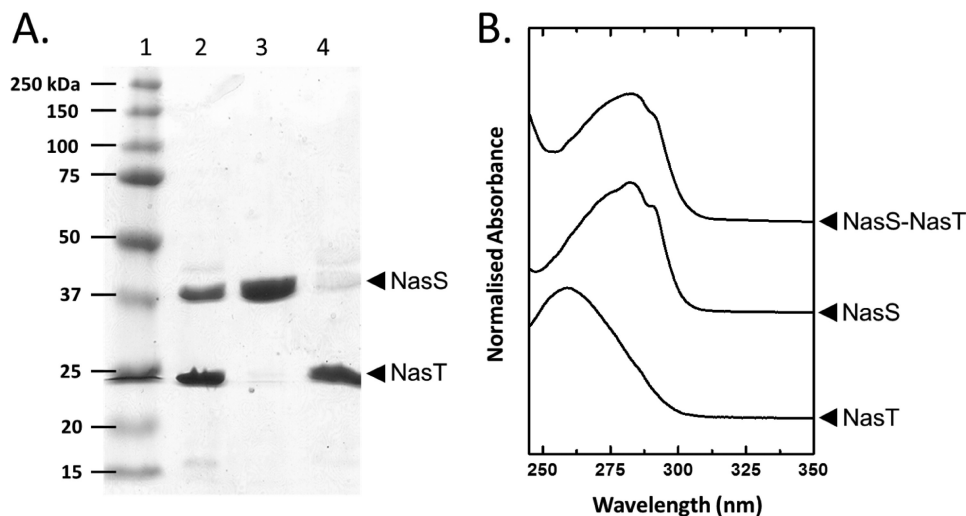 A.
1 2 3 4
250 kDa
150
100
75
50
37
25
20
15
◀ NasS
◀ NasT
B.
Normalised Absorbance
◀ NasS-NasT
◀ NasS
◀ NasT
250 275 300 325 350
Wavelength (nm)